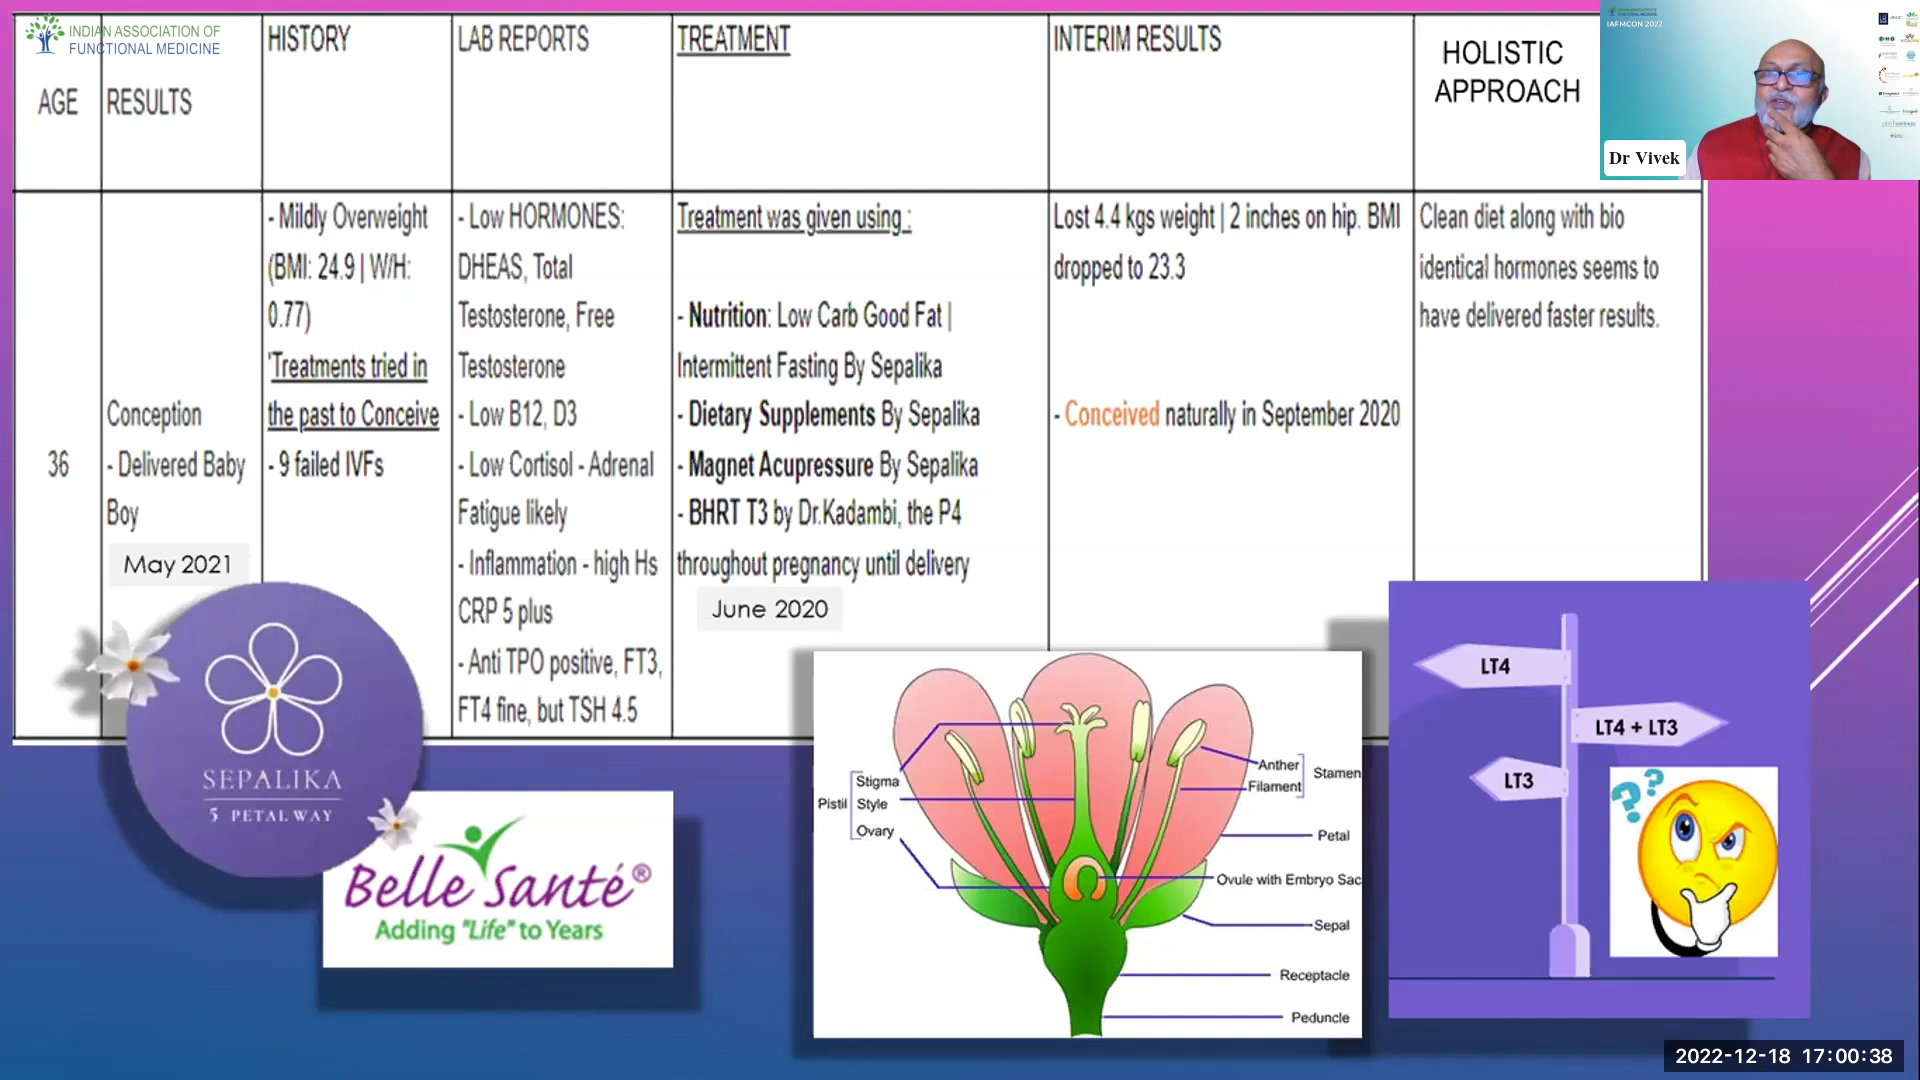 INDIAN ASSOCIATION OF
FUNCTIONAL MEDICINE
AGE
RESULTS
HISTORY
LAB REPORTS
TREATMENT
INTERIM RESULTS
HOLISTIC
APPROACH
36
Conception
- Delivered Baby
Boy
May 2021
- Mildly Overweight
(BMI: 24.9 | W/H:
0.77)
'Treatments tried in
the past to Conceive
- 9 failed IVFs
- Low HORMONES:
DHEAS, Total
Testosterone, Free
Testosterone
- Low B12, D3
- Low Cortisol - Adrenal
Fatigue likely
- Inflammation - high Hs
CRP 5 plus
- Anti TPO positive, FT3,
FT4 fine, but TSH 4.5
Treatment was given using :
- Nutrition: Low Carb Good Fat |
Intermittent Fasting By Sepalika
- Dietary Supplements By Sepalika
- Magnet Acupressure By Sepalika
- BHRT T3 by Dr.Kadambi, the P4
throughout pregnancy until delivery
June 2020
Lost 4.4 kgs weight | 2 inches on hip. BMI
dropped to 23.3
- Conceived naturally in September 2020
Clean diet along with bio
identical hormones seems to
have delivered faster results.
IAFMCON 2022
Dr Vivek
SEPALIKA
5 PETAL WAY
Belle Santé®
Adding "Life" to Years
Stigma
Pistil Style
Ovary
Anther
Filament
Stamen
Petal
Ovule with Embryo Sac
Sepal
Receptacle
Peduncle
LT4
LT4 + LT3
LT3
??
2022-12-18 17:00:38